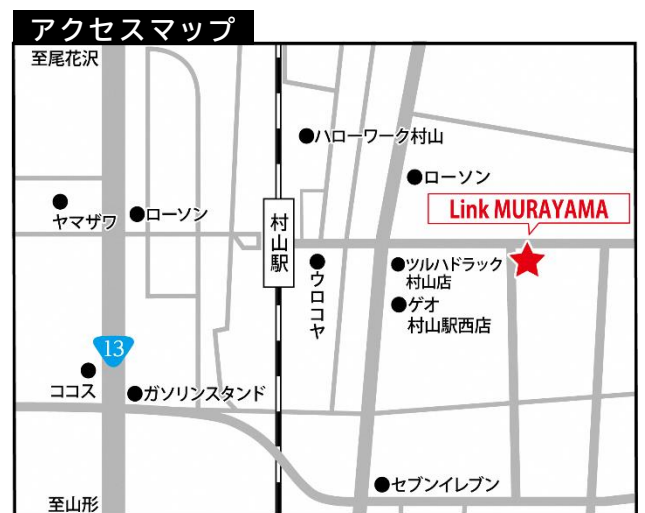 アクセスマップ
至尾花沢
ハローワーク村山
ローソン
ヤマザワ
ローソン
Link MURAYAMA
村山駅
ウロコヤ
ツルハドラック
村山店
ゲオ
村山駅西店
13
ココス
ガソリンスタンド
セブンイレブン
至山形